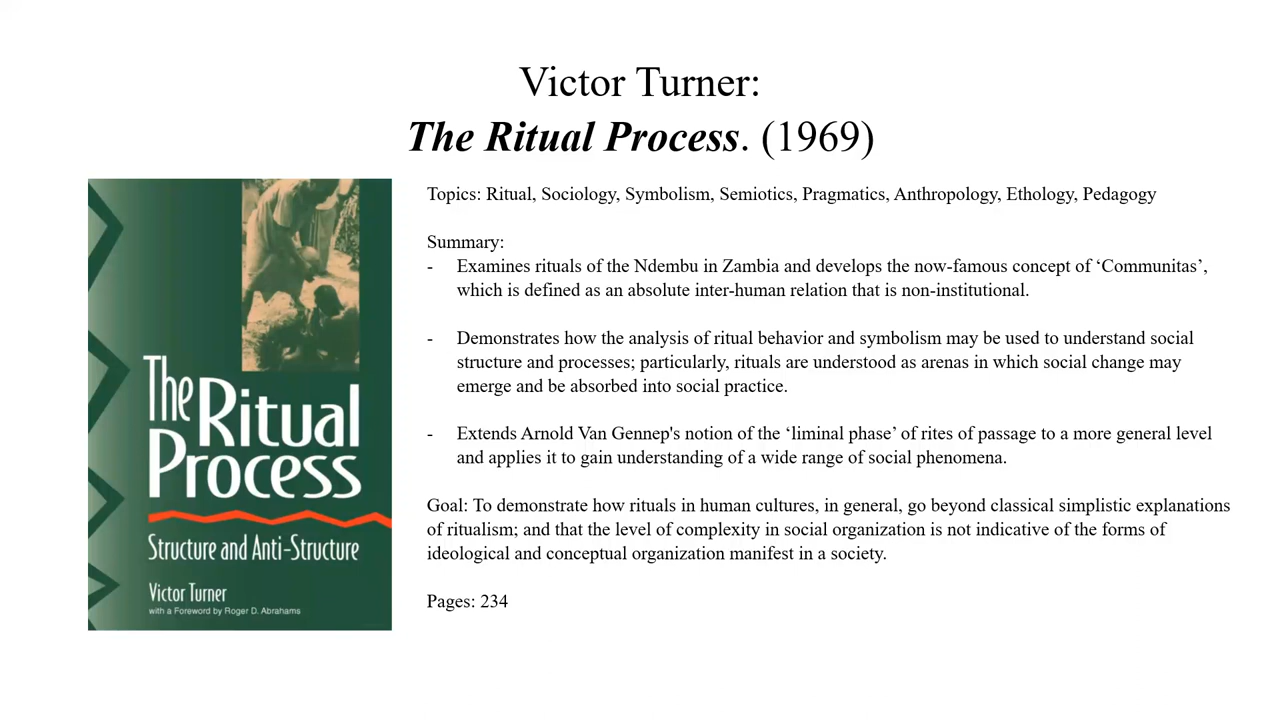 Victor Turner:
The Ritual Process. (1969)
Topics: Ritual, Sociology, Symbolism, Semiotics, Pragmatics, Anthropology, Ethology, Pedagogy
Summary:
- Examines rituals of the Ndembu in Zambia and develops the now-famous concept of ‘Communitas’,
which is defined as an absolute inter-human relation that is non-institutional.
- Demonstrates how the analysis of ritual behavior and symbolism may be used to understand social
structure and processes; particularly, rituals are understood as arenas in which social change may
emerge and be absorbed into social practice.
- Extends Arnold Van Gennep's notion of the ‘liminal phase’ of rites of passage to a more general level
and applies it to gain understanding of a wide range of social phenomena.
Goal: To demonstrate how rituals in human cultures, in general, go beyond classical simplistic explanations
of ritualism; and that the level of complexity in social organization is not indicative of the forms of
ideological and conceptual organization manifest in a society.
Pages: 234
The Ritual
Process
Structure and Anti-Structure
Victor Turner
with a Foreword by Roger D. Abrahams